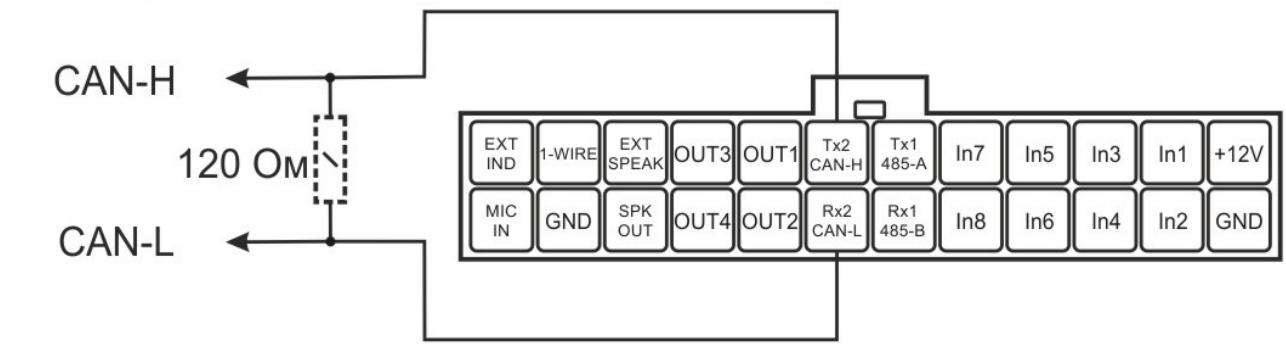 CAN-H
120 Ом
CAN-L
EXT IND 1-WIRE EXT SPEAK OUT3 OUT1 Tx2 CAN-H Tx1 485-A In7 In5 In3 In1 +12V
MIC IN GND SPK OUT OUT4 OUT2 Rx2 CAN-L Rx1 485-B In8 In6 In4 In2 GND